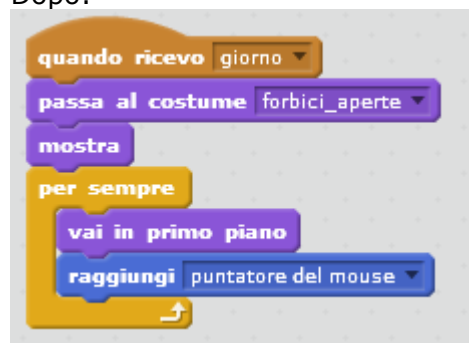 Dopo:
quando ricevo giorno
passa al costume forbici_aperte
mostra
per sempre
vai in primo piano
raggiungi puntatore del mouse